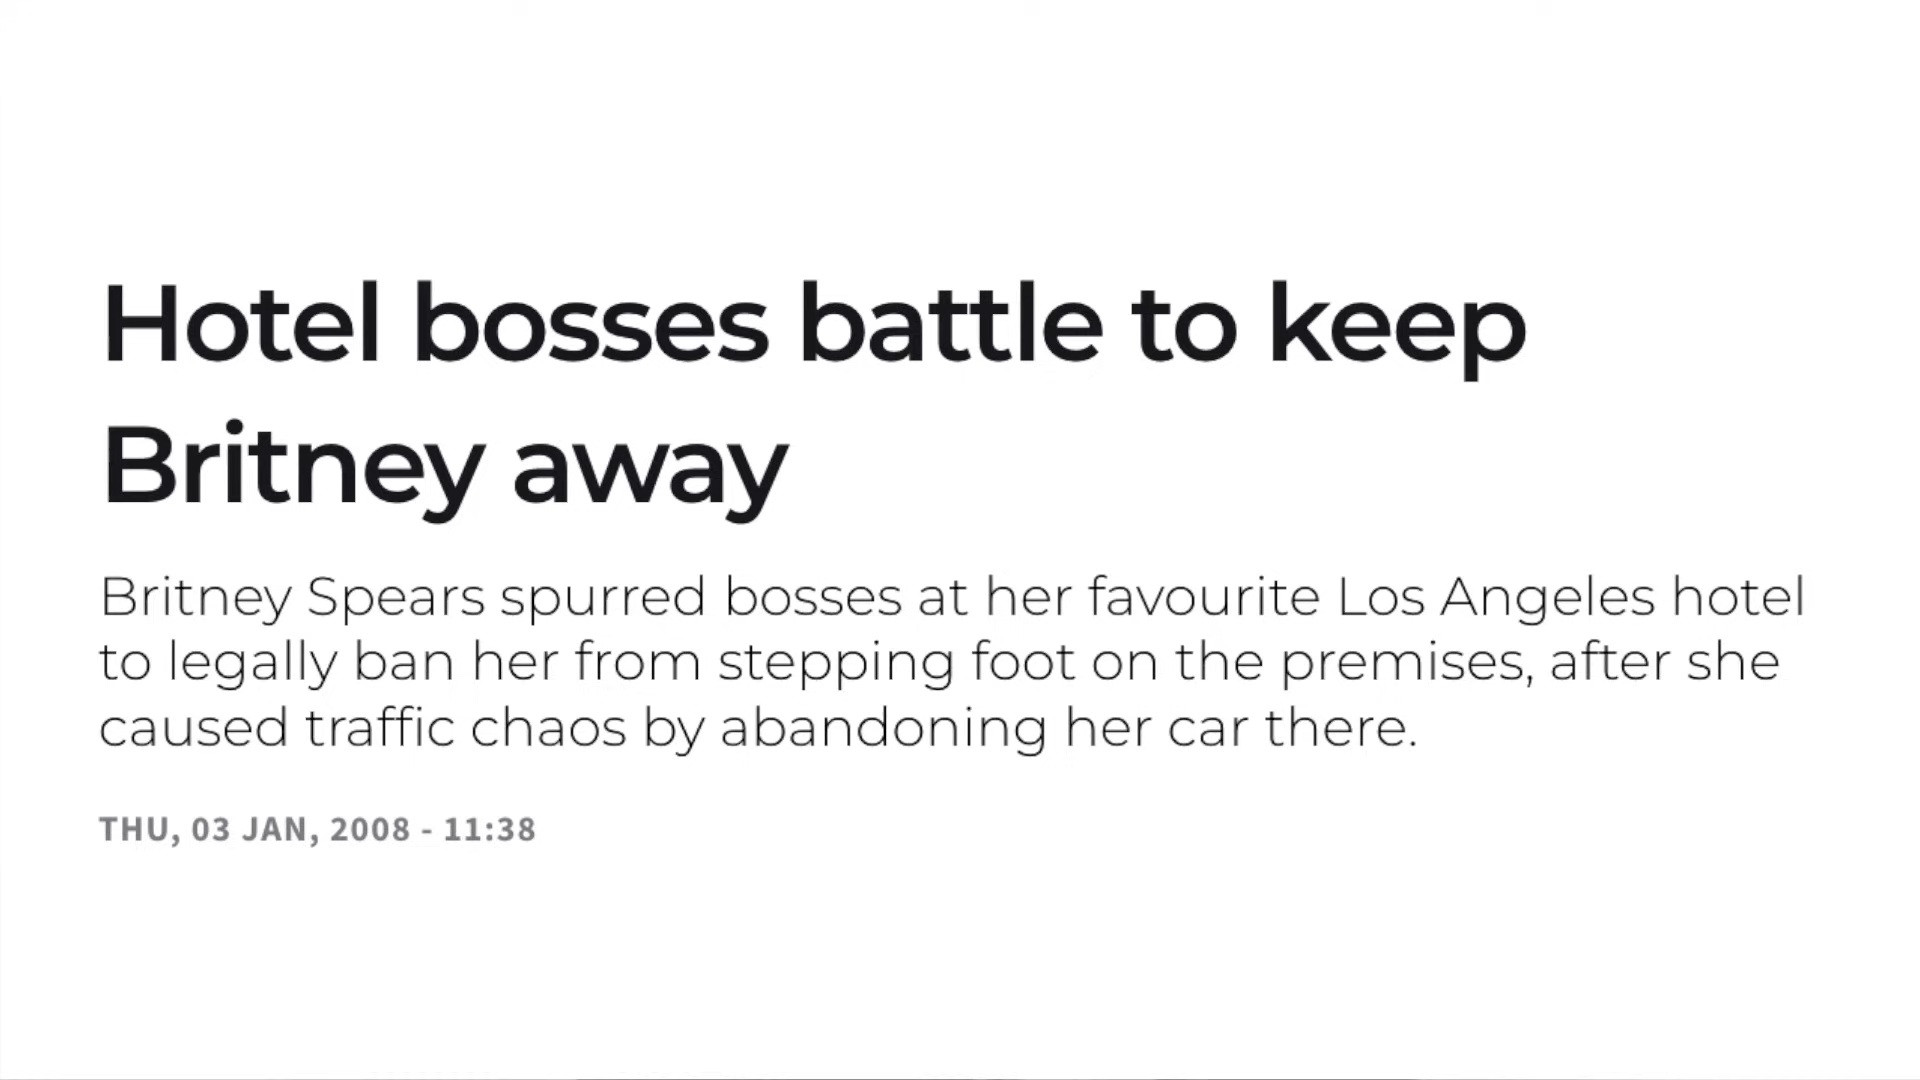 Hotel bosses battle to keep
Britney away
Britney Spears spurred bosses at her favourite Los Angeles hotel
to legally ban her from stepping foot on the premises, after she
caused traffic chaos by abandoning her car there.
THU, 03 JAN, 2008 - 11:38